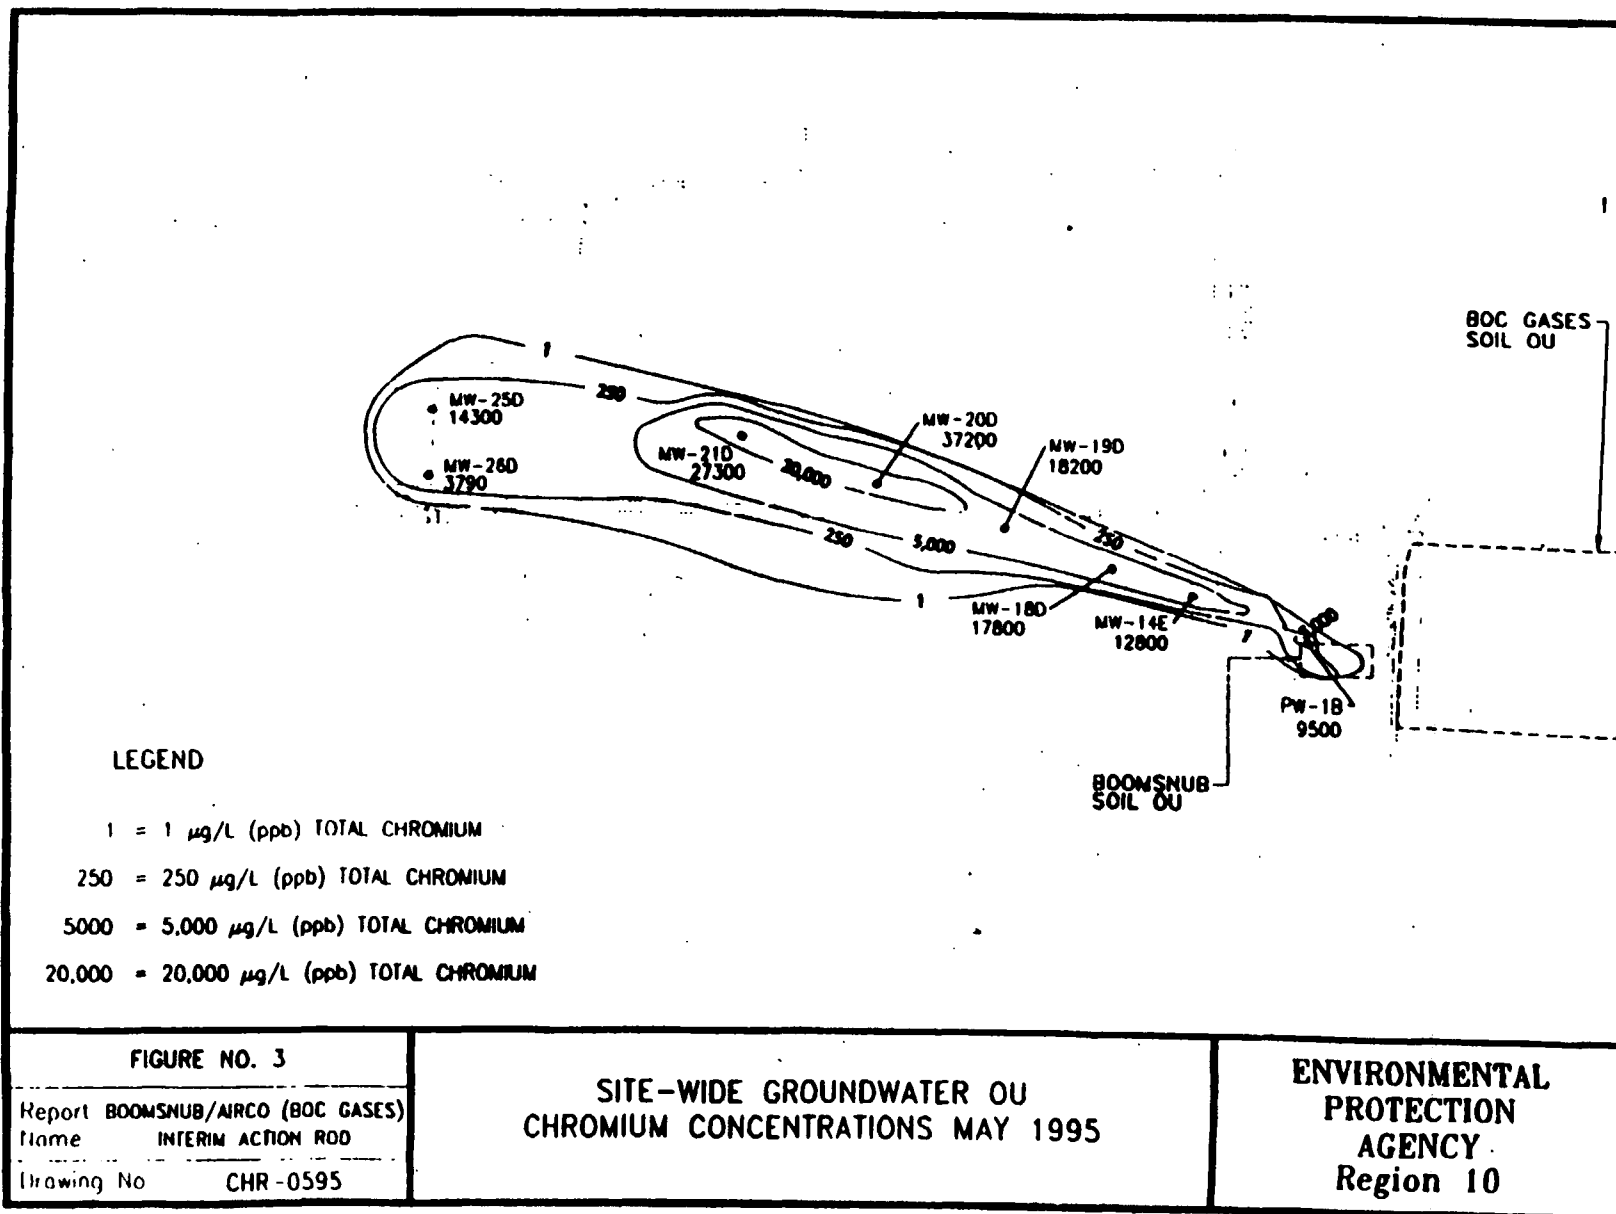 BOC GASES
SOIL OU
1
250
MW-25D
14300
MW-26D
3790
MW-21D
27300
20,000
MW-20D
37200
MW-19D
18200
250
5,000
250
1
MW-18D
17800
MW-14E
12800
1
PW-1B
9500
BOOMSNUB
SOIL OU
LEGEND
1 = 1 µg/L (ppb) TOTAL CHROMIUM
250 = 250 µg/L (ppb) TOTAL CHROMIUM
5000 = 5,000 µg/L (ppb) TOTAL CHROMIUM
20,000 = 20,000 µg/L (ppb) TOTAL CHROMIUM
FIGURE NO. 3
Report BOOMSNUB/AIRCO (BOC GASES)
Name INTERIM ACTION ROD
Drawing No CHR-0595
SITE-WIDE GROUNDWATER OU
CHROMIUM CONCENTRATIONS MAY 1995
ENVIRONMENTAL
PROTECTION
AGENCY
Region 10